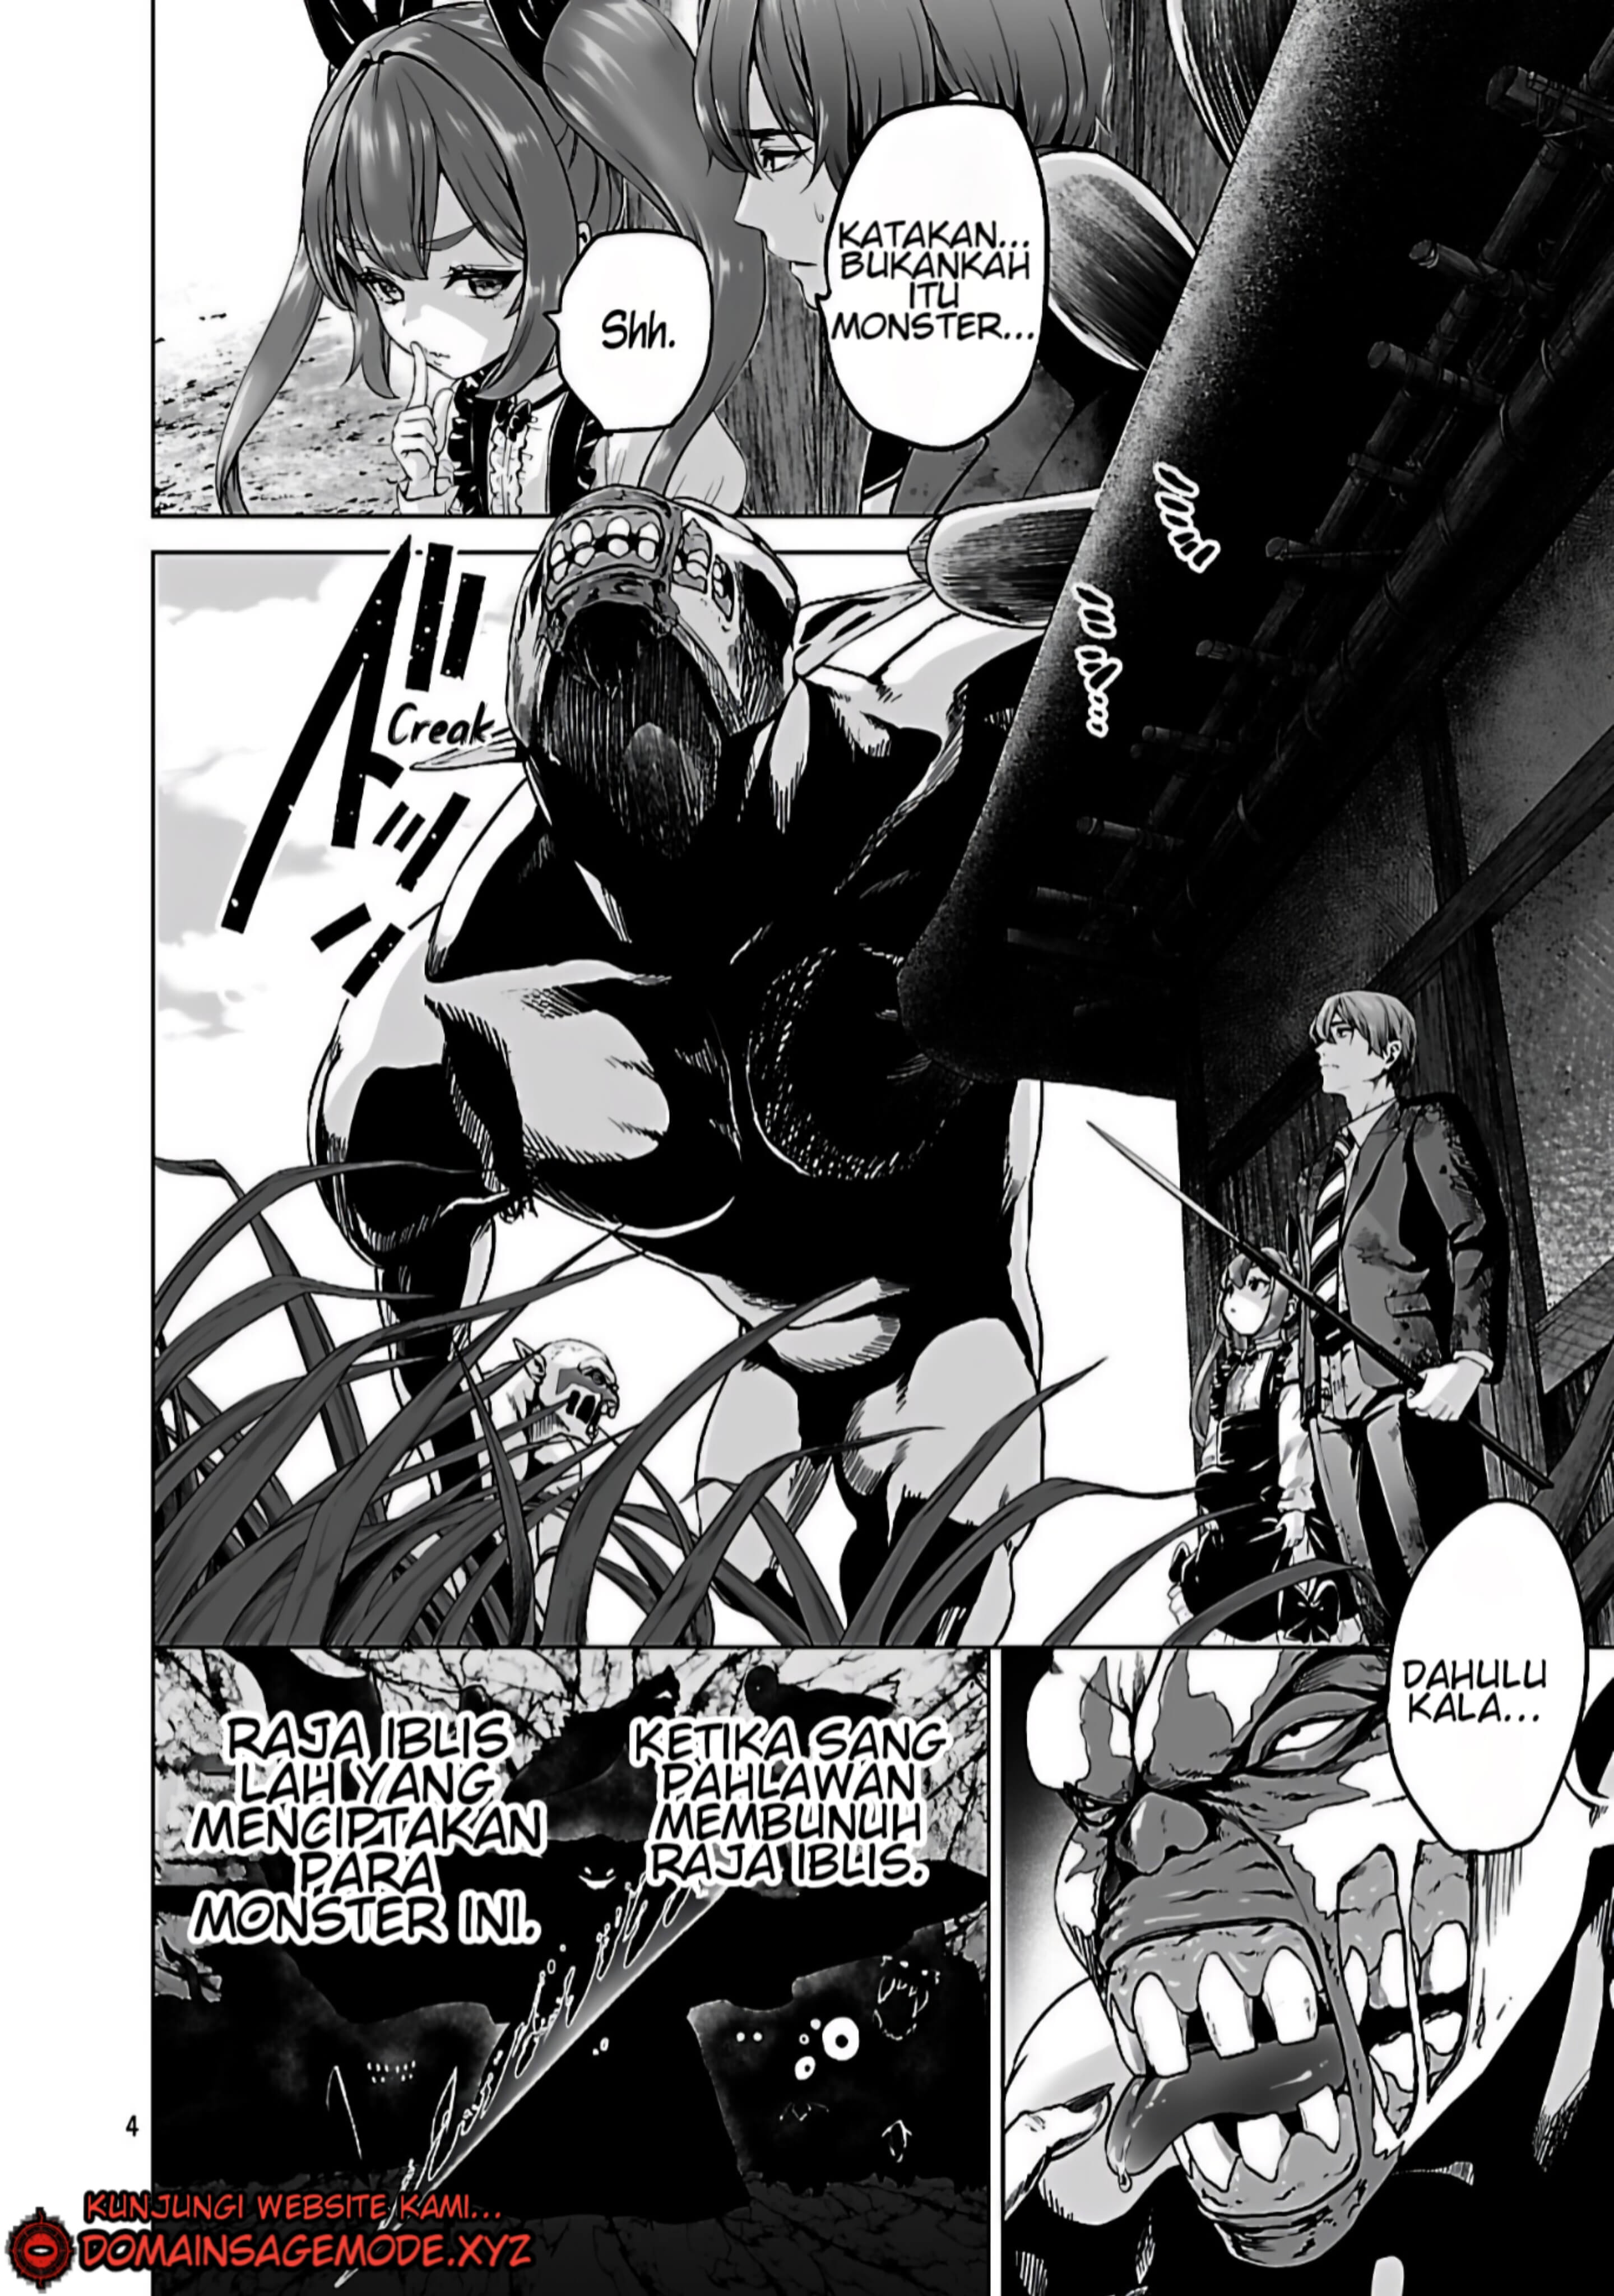 KATAKAN...
BUKANKAH
ITU
MONSTER...
Shh.
Creak
DAHULU
KALA...
KETIKA SANG
PAHLAWAN
MEMBUNUH
RAJA IBLIS.
RAJA IBLIS
LAH YANG
MENCIPTAKAN
PARA
MONSTER INI.
4
KUNJUNGI WEBSITE KAMI...
DOMAINSAGEMODE.XYZ